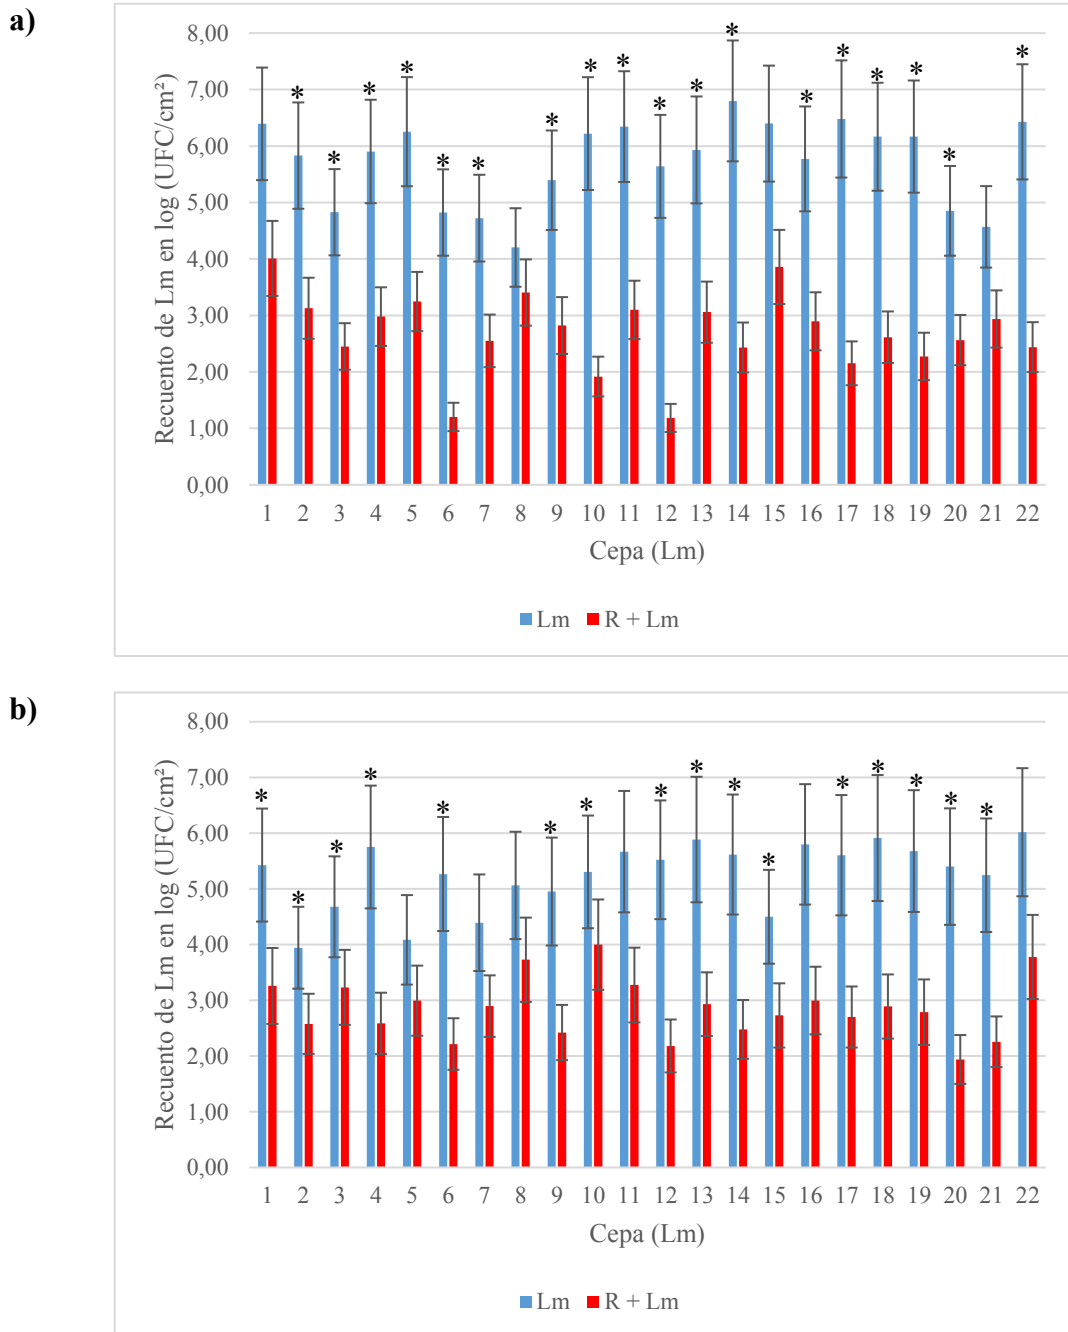 a)
Recuento de Lm en log (UFC/cm²)
8,00
7,00
6,00
5,00
4,00
3,00
2,00
1,00
0,00
* * * * * * * * * * * * * * * * * *
1 2 3 4 5 6 7 8 9 10 11 12 13 14 15 16 17 18 19 20 21 22
Cepa (Lm)
Lm R + Lm
b)
Recuento de Lm en log (UFC/cm²)
8,00
7,00
6,00
5,00
4,00
3,00
2,00
1,00
0,00
* * * * * * * * * * * * * * * *
1 2 3 4 5 6 7 8 9 10 11 12 13 14 15 16 17 18 19 20 21 22
Cepa (Lm)
Lm R + Lm